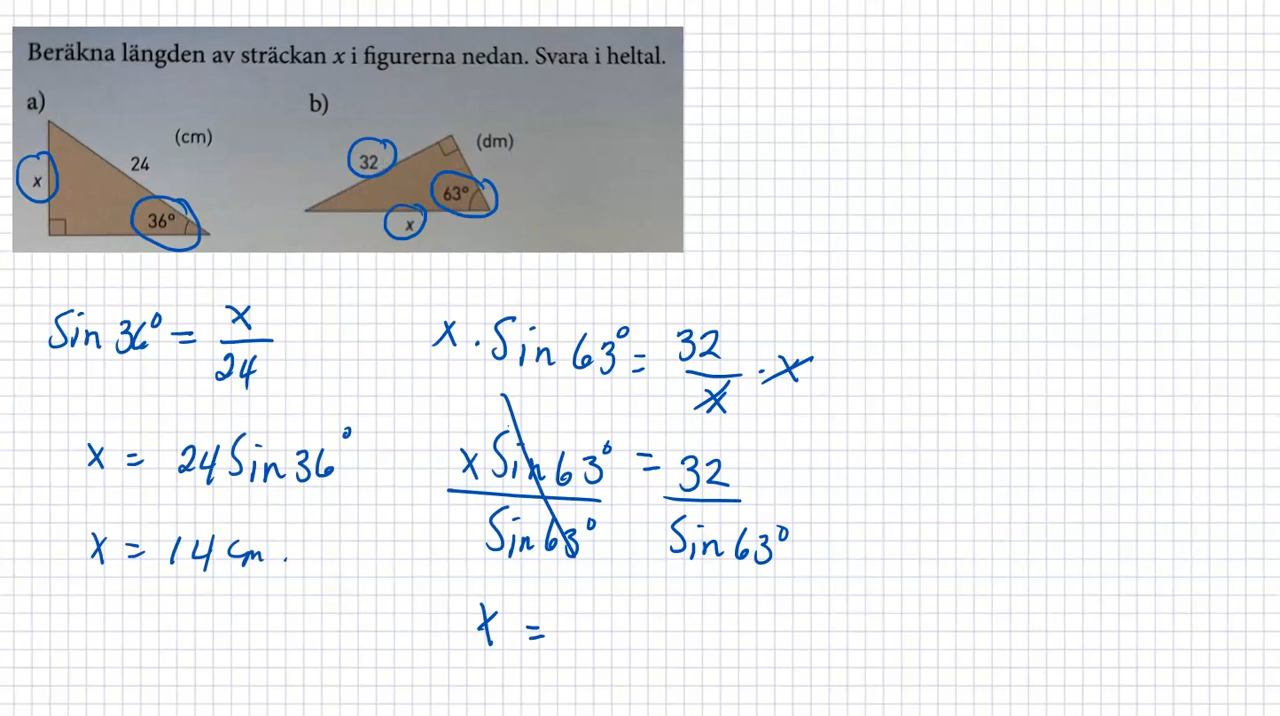 Beräkna längden av sträckan x i figurerna nedan. Svara i heltal.
a)
(cm)
24
x
36°
b)
(dm)
32
63°
x
Sin 36° = x/24
x = 24 Sin 36°
x = 14 cm.
x · Sin 63° = 32/x · x
x Sin 63°/Sin 63° = 32/Sin 63°
x =